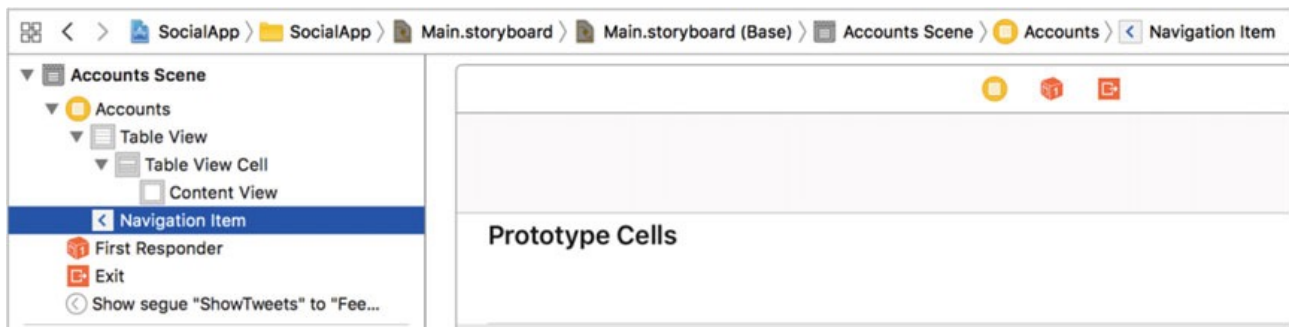 SocialApp 〉 SocialApp 〉 Main.storyboard 〉 Main.storyboard (Base) 〉 Accounts Scene 〉 Accounts 〉 Navigation Item
Accounts Scene
Accounts
Table View
Table View Cell
Content View
Navigation Item
First Responder
Exit
Show segue "ShowTweets" to "Fee...
Prototype Cells